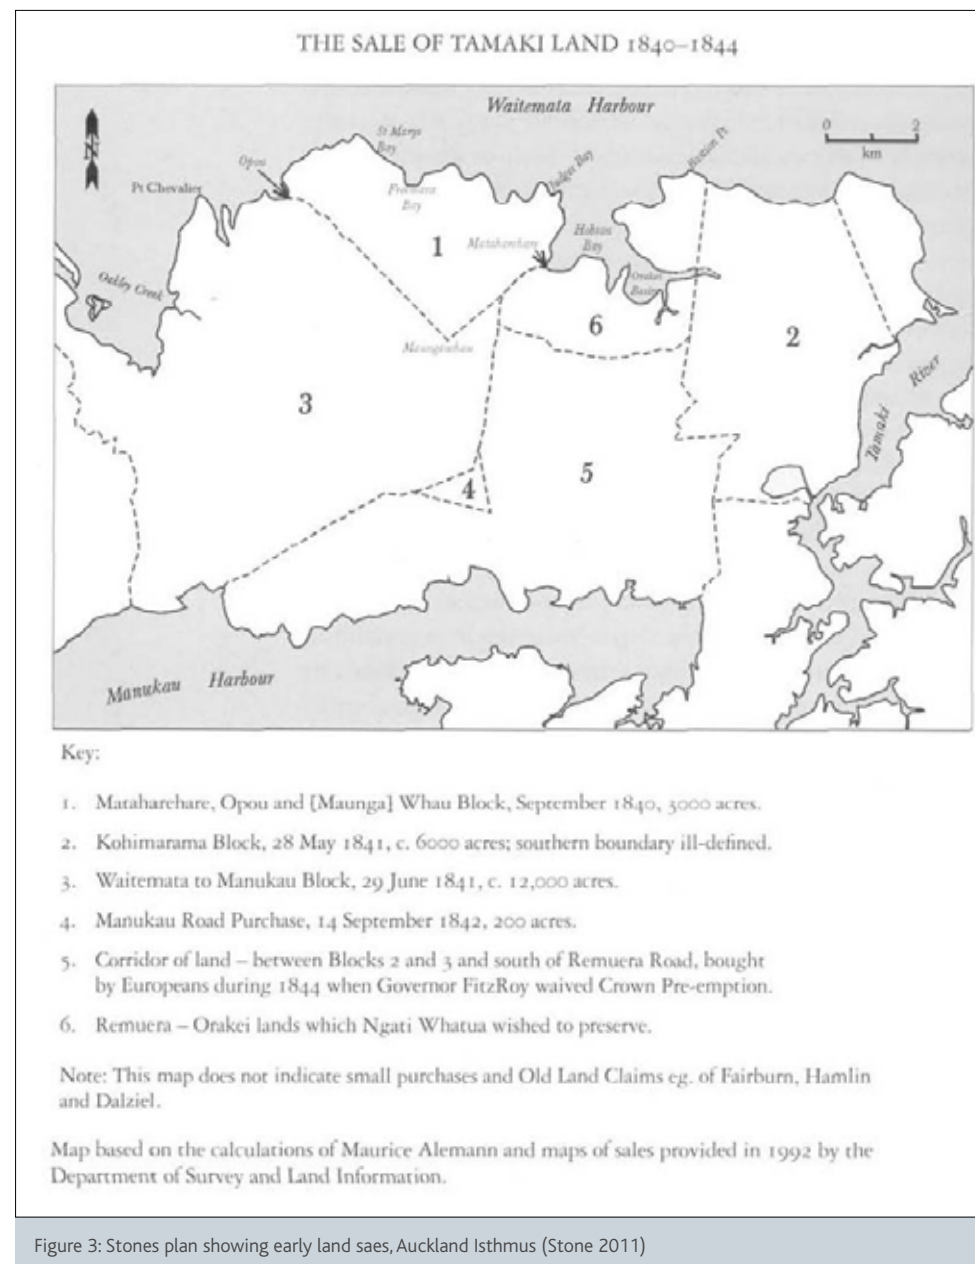 THE SALE OF TAMAKI LAND 1840–1844
Waitemata Harbour
N
0 2
km
St Marys
Bay
Opou
Pt Chevalier
Freemans
Bay
Judges Bay
Bastion Pt
1
Mataharehare
Hobson
Bay
Orakei
Basin
Oakley Creek
6
2
Maungawhau
3
Tamaki River
5
4
Manukau Harbour
Key:
1. Mataharehare, Opou and [Maunga] Whau Block, September 1840, 3000 acres.
2. Kohimarama Block, 28 May 1841, c. 6000 acres; southern boundary ill-defined.
3. Waitemata to Manukau Block, 29 June 1841, c. 12,000 acres.
4. Manukau Road Purchase, 14 September 1842, 200 acres.
5. Corridor of land – between Blocks 2 and 3 and south of Remuera Road, bought
by Europeans during 1844 when Governor FitzRoy waived Crown Pre-emption.
6. Remuera – Orakei lands which Ngati Whatua wished to preserve.
Note: This map does not indicate small purchases and Old Land Claims eg. of Fairburn, Hamlin
and Dalziel.
Map based on the calculations of Maurice Alemann and maps of sales provided in 1992 by the
Department of Survey and Land Information.
Figure 3: Stones plan showing early land saes, Auckland Isthmus (Stone 2011)